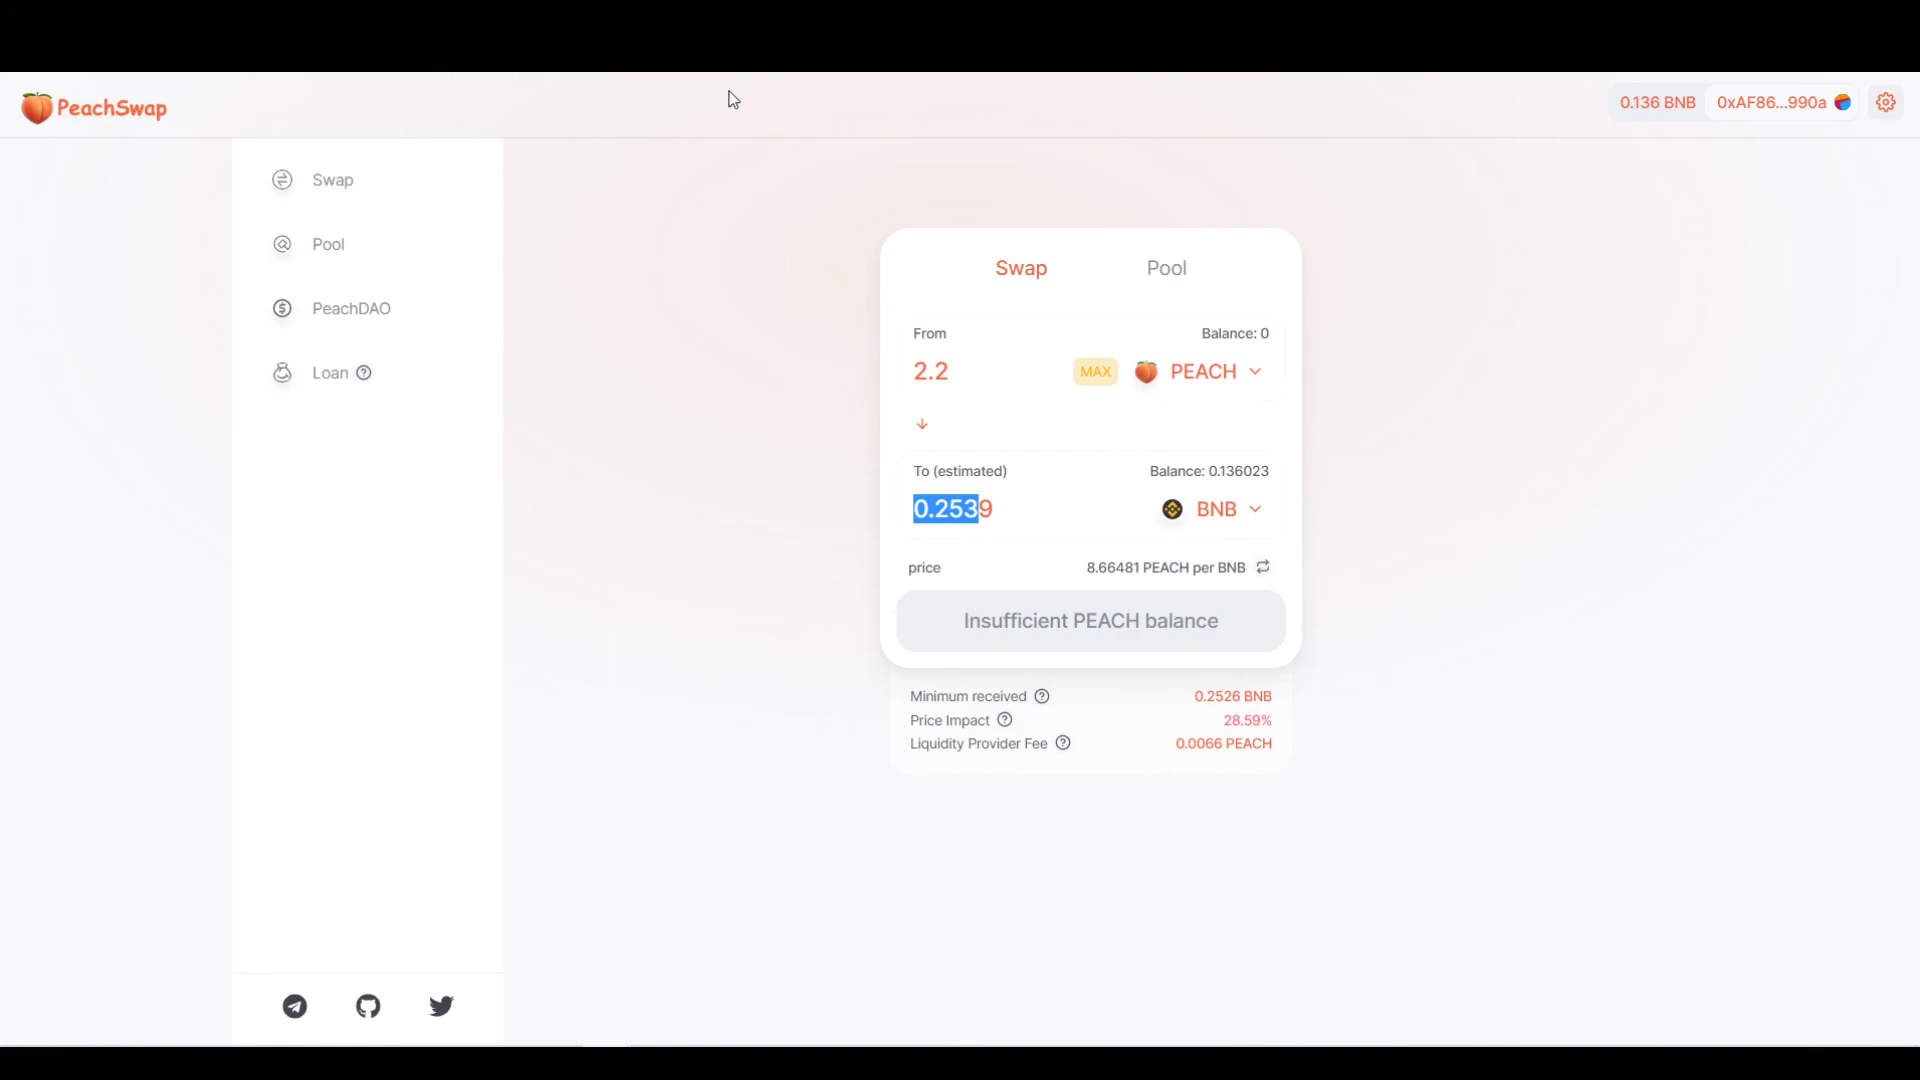 PeachSwap
0.136 BNB 0xAF86...990a
Swap
Pool
PeachDAO
Loan
Swap Pool
From Balance: 0
2.2 MAX PEACH
To (estimated) Balance: 0.136023
0.2539 BNB
price 8.66481 PEACH per BNB
Insufficient PEACH balance
Minimum received 0.2526 BNB
Price Impact 28.59%
Liquidity Provider Fee 0.0066 PEACH